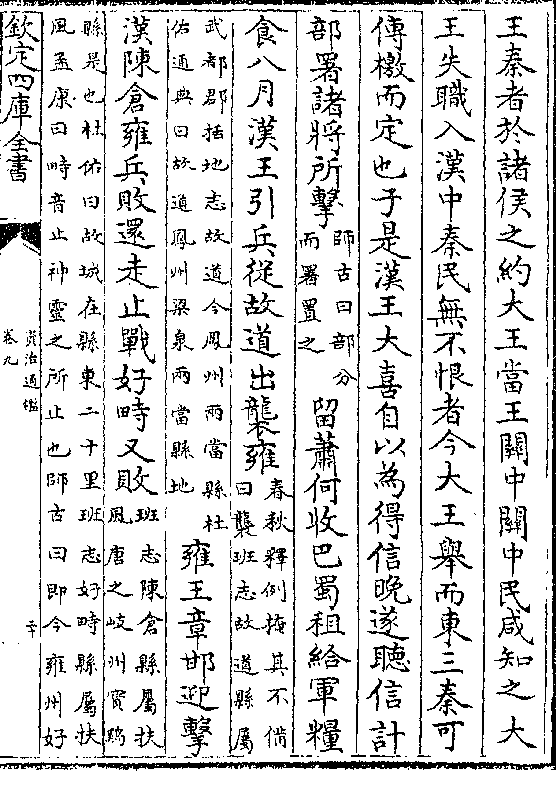 王秦者於諸侯之約大王當王關中關中民咸知之大
王失職入漢中秦民無不恨者今大王舉而東三秦可
傳檄而定也于是漢王大喜自以為得信晚遂聽信計
部署諸將所擊師古曰部分而署置之留蕭何收巴蜀租給軍糧
食八月漢王引兵從故道出襲雍春秋釋例掩其不備曰襲班志故道縣屬
武都郡括地志故道今鳳州兩當縣杜佑通典曰故道鳳州梁泉兩當縣地雍王章邯迎擊
漢陳倉雍兵敗還走止戰好畤又敗班志陳倉縣屬扶風唐之岐州寶鷄
縣是也杜佑曰故城在縣東二十里班志好畤縣屬扶風孟康曰畤音止神靈之所止也師古曰即今雍州好
欽定四庫全書
資治通鑑
卷九